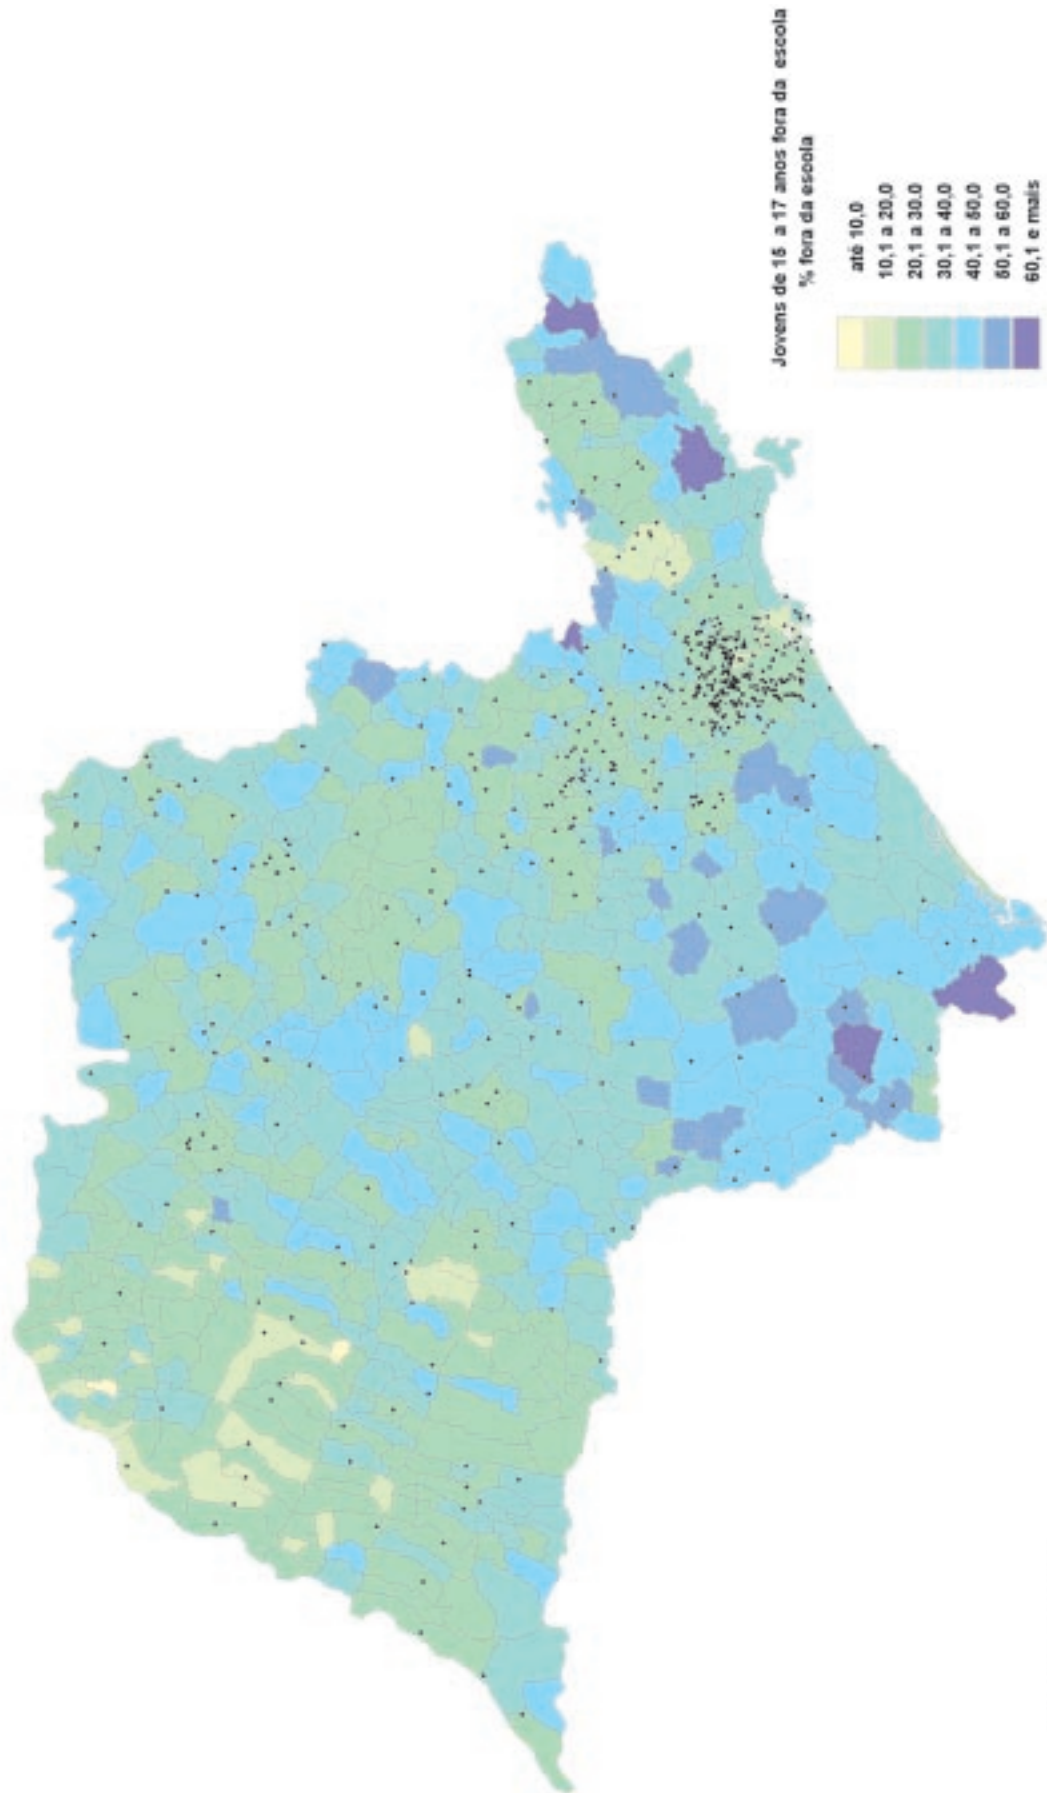 Jovens de 15 a 17 anos fora da escola
% fora da escola
até 10,0
10,1 a 20,0
20,1 a 30.0
30,1 a 40,0
40,1 a 50,0
50,1 a 60,0
60,1 e mais